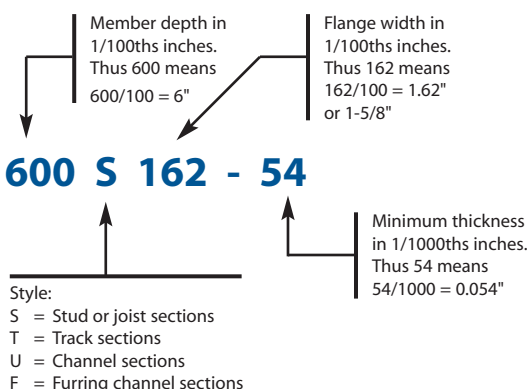 Member depth in
1/100ths inches.
Thus 600 means
600/100 = 6"
Flange width in
1/100ths inches.
Thus 162 means
162/100 = 1.62"
or 1-5/8"
600 S 162 - 54
Minimum thickness
in 1/1000ths inches.
Thus 54 means
54/1000 = 0.054"
Style:
S = Stud or joist sections
T = Track sections
U = Channel sections
F = Furring channel sections